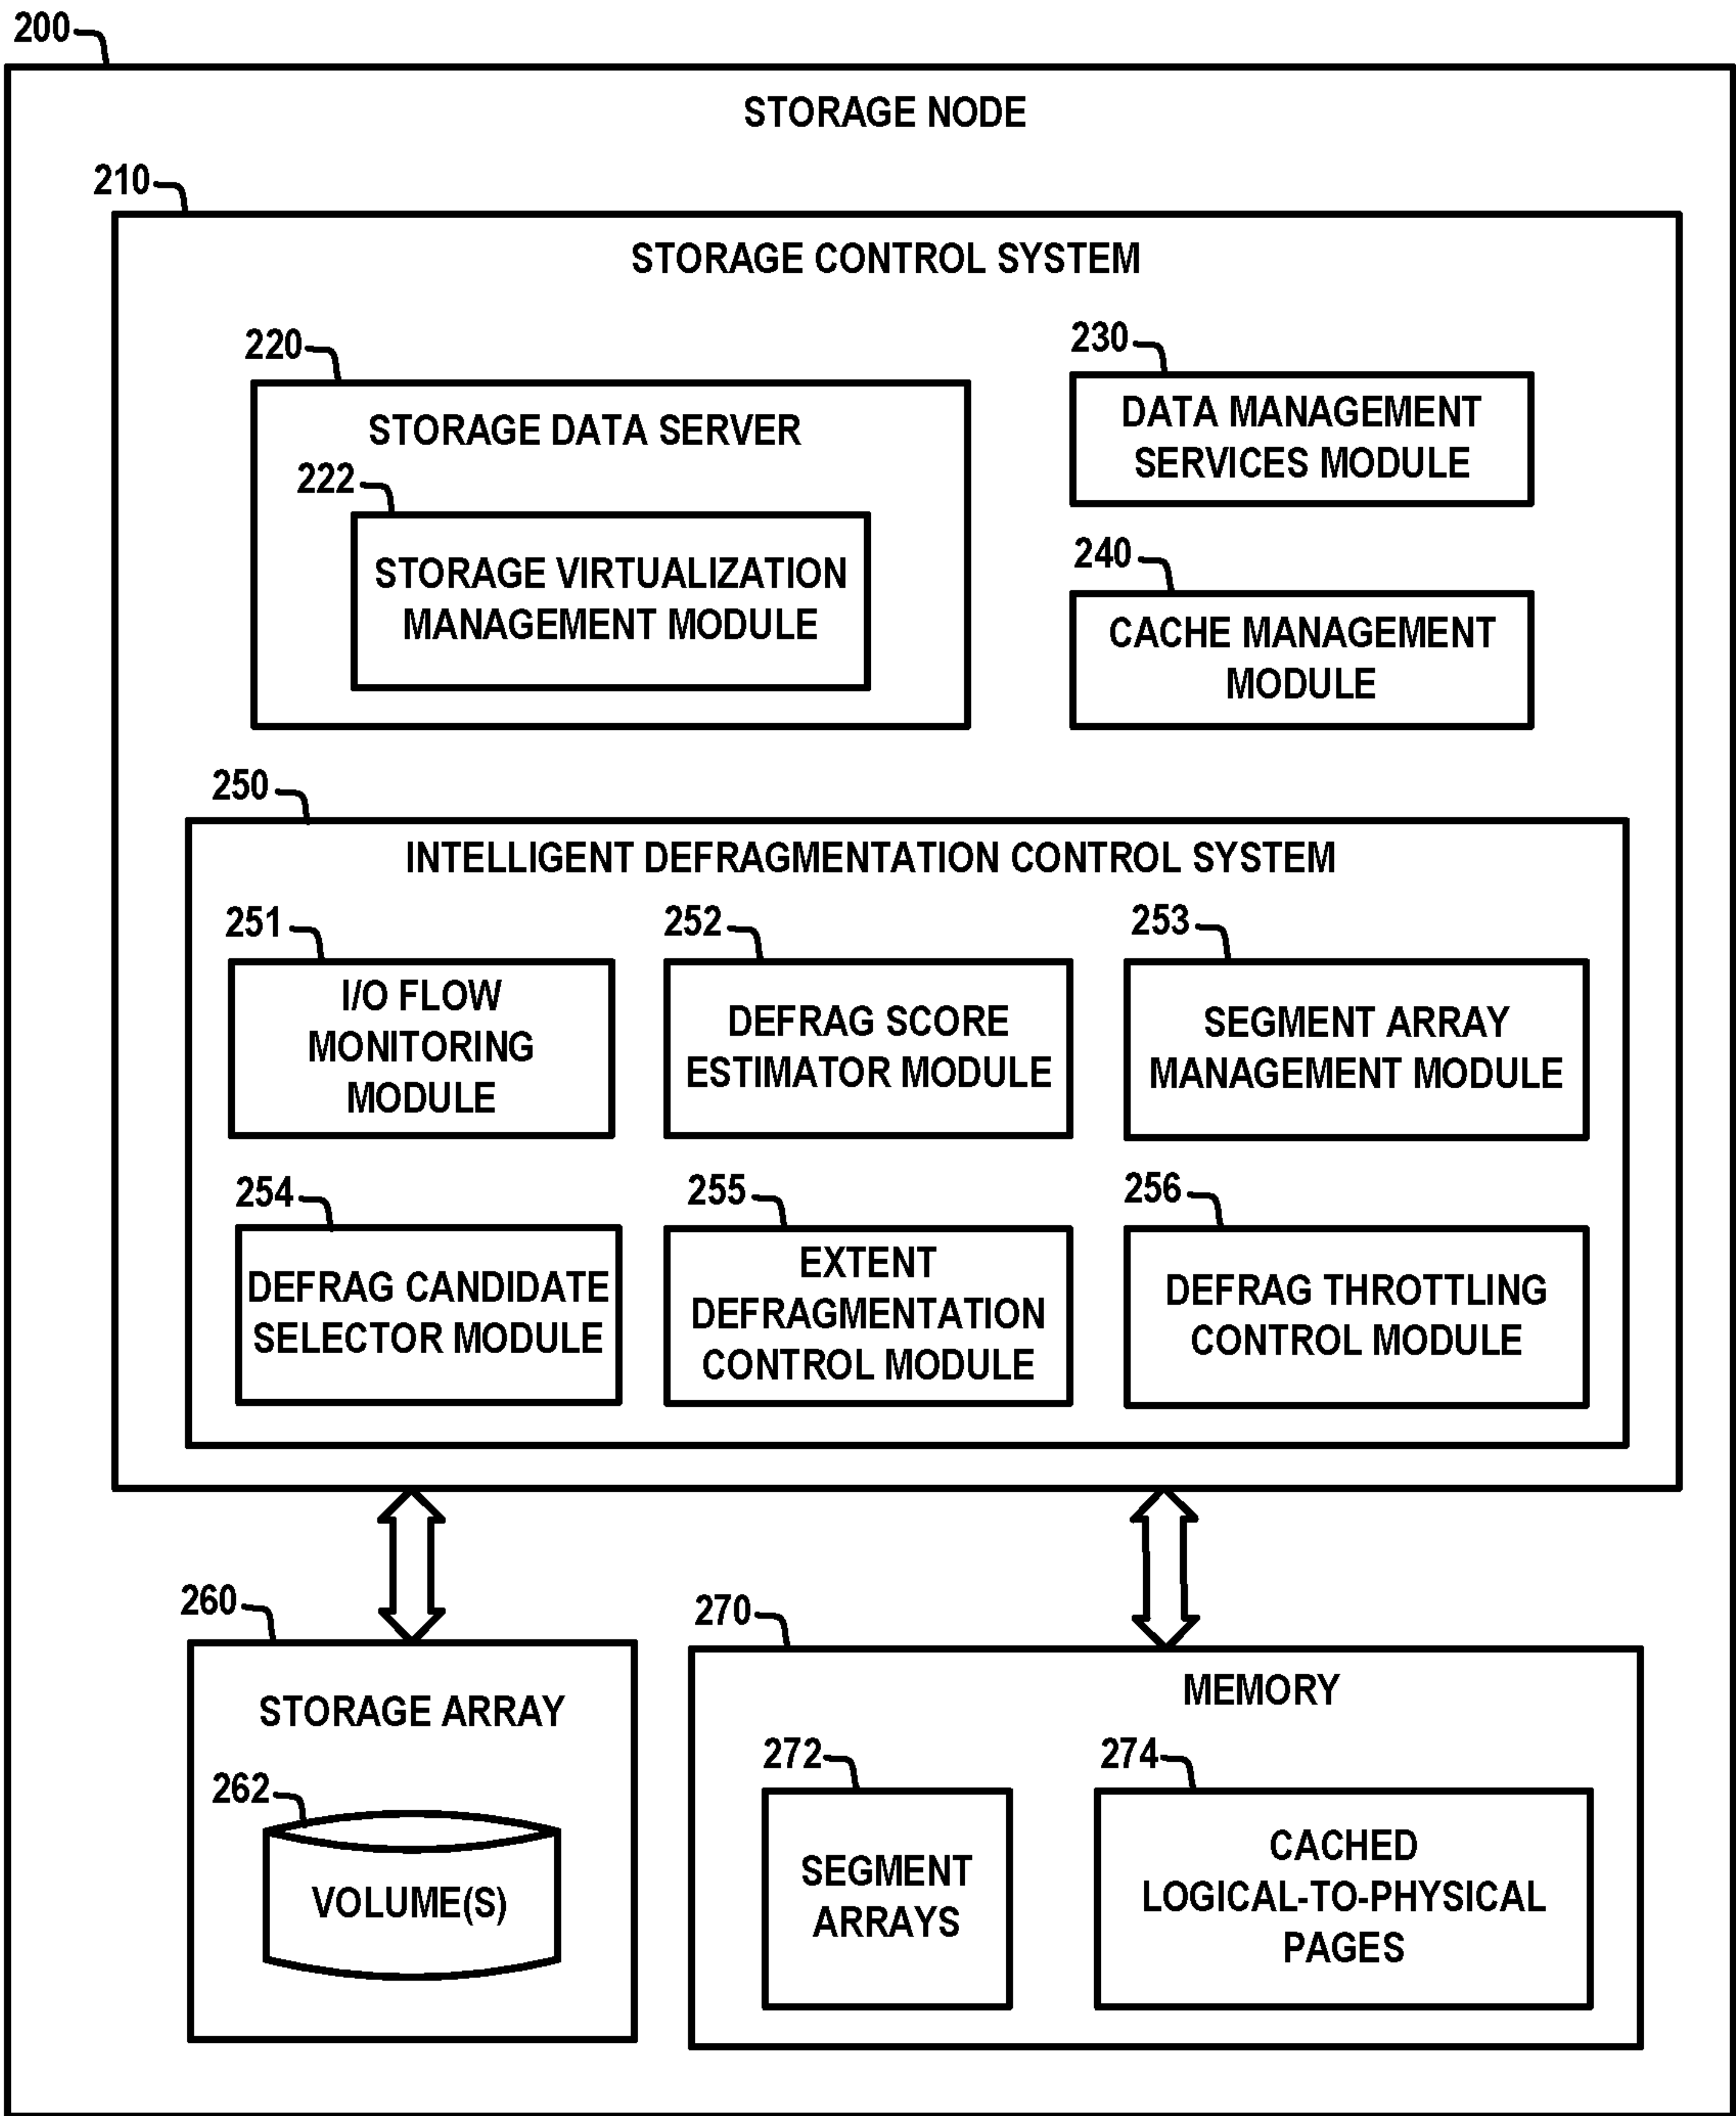 200
STORAGE NODE
210
STORAGE CONTROL SYSTEM
220
STORAGE DATA SERVER
222
STORAGE VIRTUALIZATION
MANAGEMENT MODULE
230
DATA MANAGEMENT
SERVICES MODULE
240
CACHE MANAGEMENT
MODULE
250
INTELLIGENT DEFRAGMENTATION CONTROL SYSTEM
251
I/O FLOW
MONITORING
MODULE
252
DEFRAG SCORE
ESTIMATOR MODULE
253
SEGMENT ARRAY
MANAGEMENT MODULE
254
DEFRAG CANDIDATE
SELECTOR MODULE
255
EXTENT
DEFRAGMENTATION
CONTROL MODULE
256
DEFRAG THROTTLING
CONTROL MODULE
260
STORAGE ARRAY
262
VOLUME(S)
270
MEMORY
272
SEGMENT
ARRAYS
274
CACHED
LOGICAL-TO-PHYSICAL
PAGES